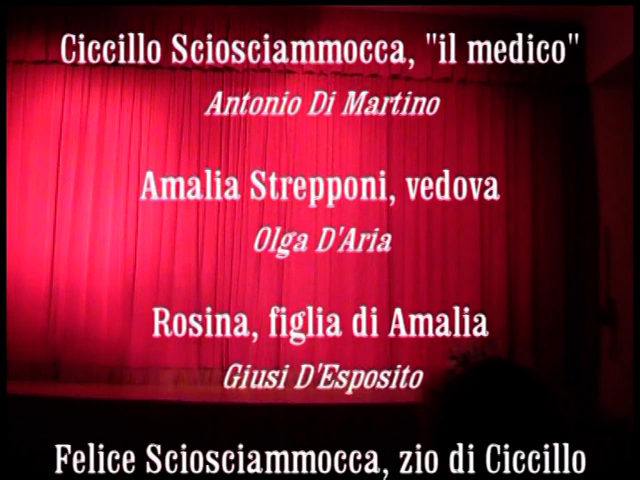 Ciccillo Sciosciammocca, "il medico"
Antonio Di Martino
Amalia Strepponi, vedova
Olga D'Aria
Rosina, figlia di Amalia
Giusi D'Esposito
Felice Sciosciammocca, zio di Ciccillo